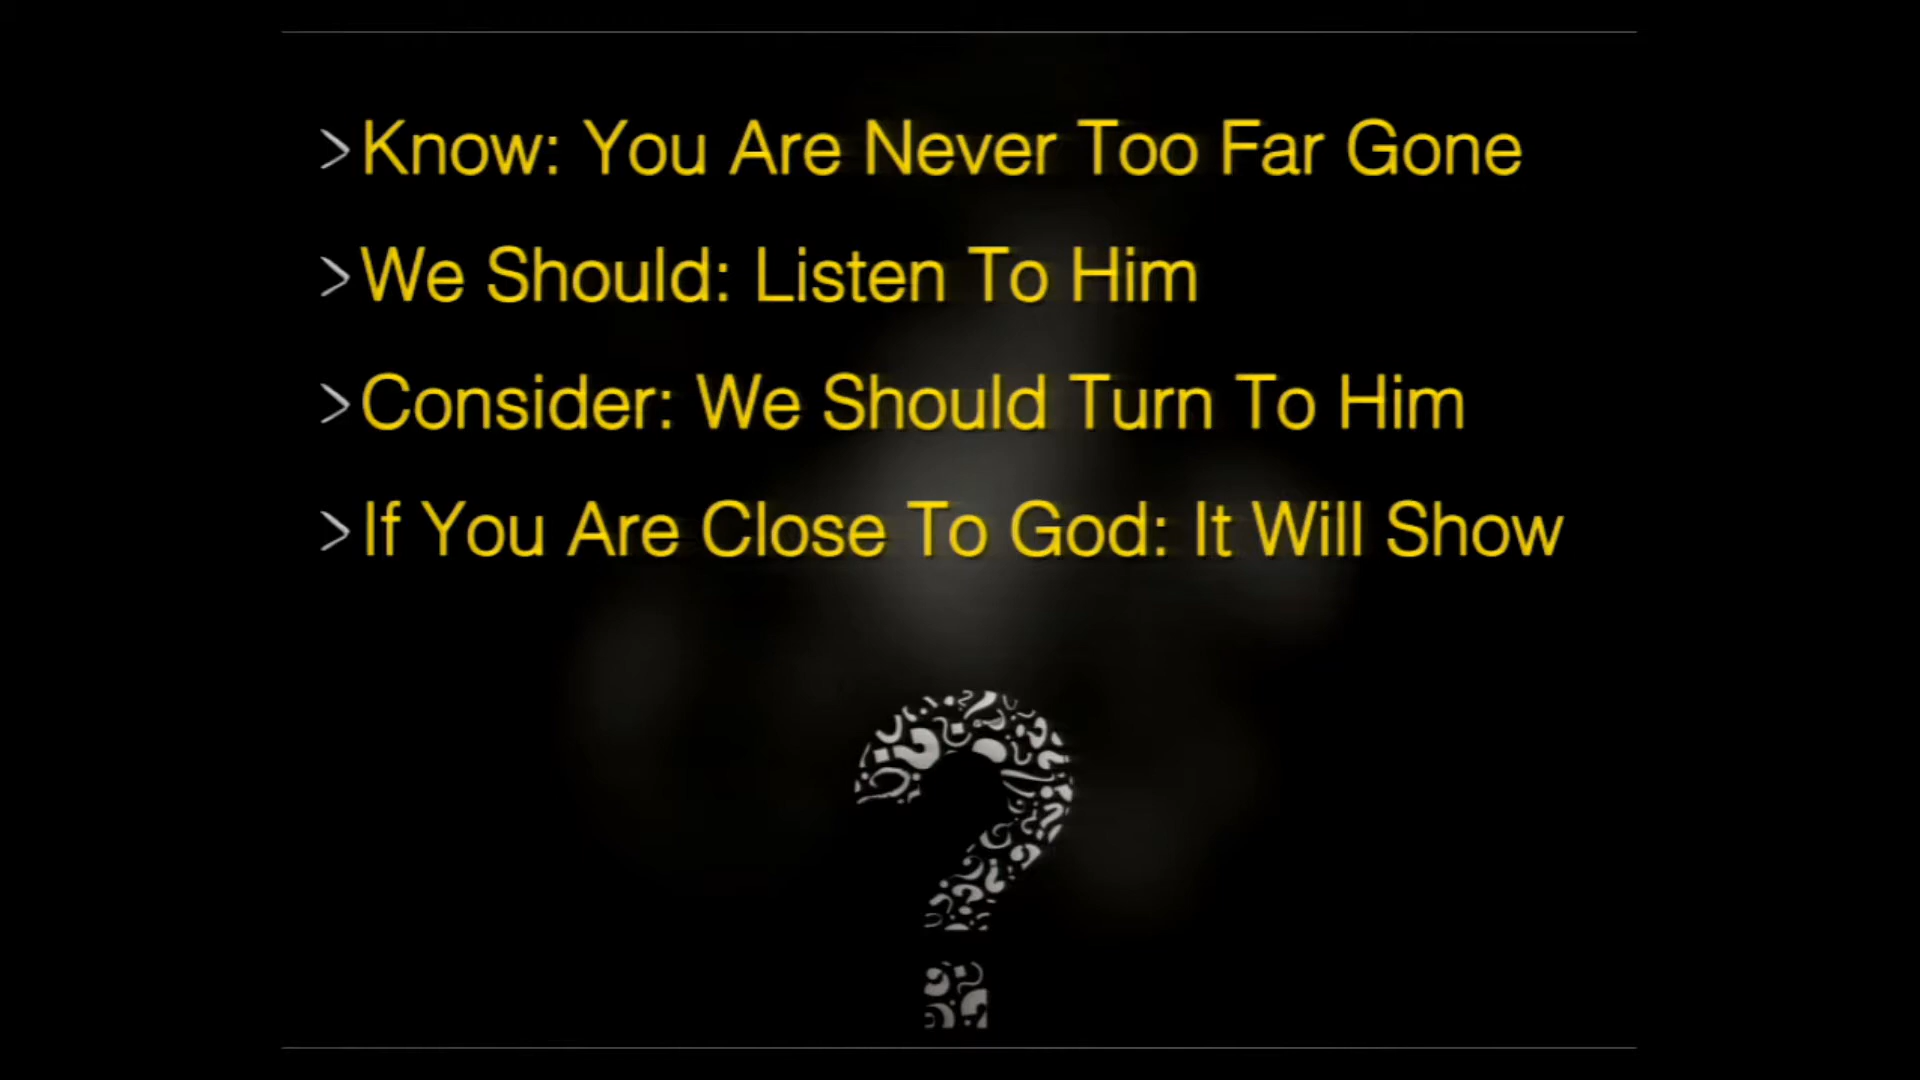 > Know: You Are Never Too Far Gone
> We Should: Listen To Him
> Consider: We Should Turn To Him
> If You Are Close To God: It Will Show
?